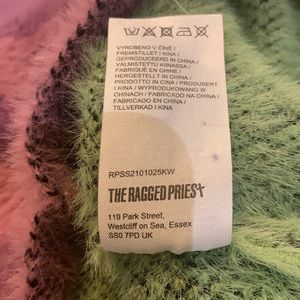 VYROBENO V ČÍNĚ /
FREMSTILLET I KINA /
GEPRODUCEERD IN CHINA /
VALMISTETTU KIINASSA /
FABRIQUÉ EN CHINE /
HERGESTELLT IN CHINA /
PRODOTTO IN CINA / PRODUSERT
I KINA / WYPRODUKOWANO W
CHINACH / FABRICADO NA CHINA /
FABRICADO EN CHINA /
TILLVERKAD I KINA
RPSS2101025KW
THE RAGGED PRIEST
119 Park Street,
Westcliff on Sea, Essex
SS0 7PD UK